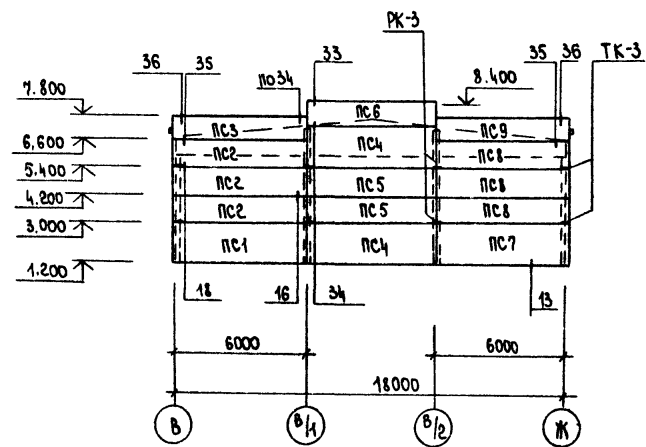 РК-3
33
35 36 ТК-3
36 35
по34
8.400
7.800
ПС6
ПС3 ПС9
6,600
ПС4
ПС2 ПС8
5.400
ПС2 ПС5 ПС8
4.200
ПС2 ПС5 ПС8
3.000
ПС1 ПС4 ПС7
1.200
18 16 34 13
6000 6000
18000
В В/1 В/2 Ж